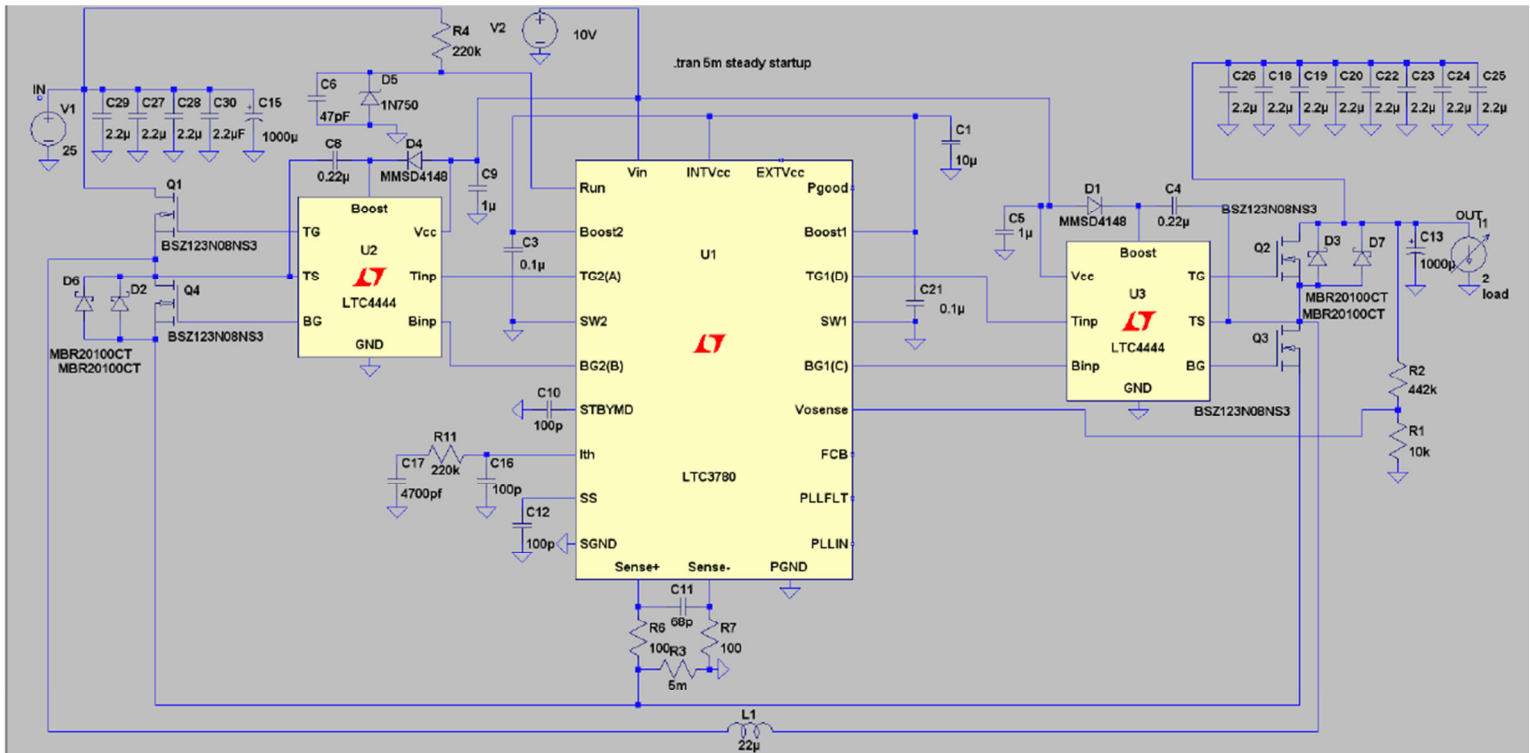 R4
220k
V2
10V
.tran 5m steady startup
IN
V1
25
C29
2.2µ
C27
2.2µ
C28
2.2µ
C30
2.2µF
C15
1000µ
C6
47pF
D5
1N750
C8
0.22µ
D4
MMSD4148
C9
1µ
C1
10µ
C26
2.2µ
C18
2.2µ
C19
2.2µ
C20
2.2µ
C22
2.2µ
C23
2.2µ
C24
2.2µ
C25
2.2µ
Q1
BSZ123N08NS3
D6
D2
Q4
BSZ123N08NS3
MBR20100CT
MBR20100CT
Boost
TG
Vcc
U2
TS
Tinp
LTC4444
BG
Binp
GND
C3
0.1µ
Vin
INTVcc
EXTVcc
Run
Pgood
Boost2
Boost1
U1
TG2(A)
TG1(D)
SW2
SW1
BG2(B)
BG1(C)
STBYMD
Vosense
Ith
FCB
LTC3780
SS
PLLFLT
SGND
PLLIN
Sense+
Sense-
PGND
C21
0.1µ
C10
100p
R11
220k
C17
4700pf
C16
100p
C12
100p
C11
68p
R6
100
R7
100
R3
5m
L1
22µ
D1
MMSD4148
C4
0.22µ
C5
1µ
Boost
Vcc
TG
U3
Tinp
TS
LTC4444
Binp
BG
GND
BSZ123N08NS3
Q2
D3
D7
MBR20100CT
MBR20100CT
Q3
BSZ123N08NS3
C13
1000µ
OUT
I1
2
load
R2
442k
R1
10k